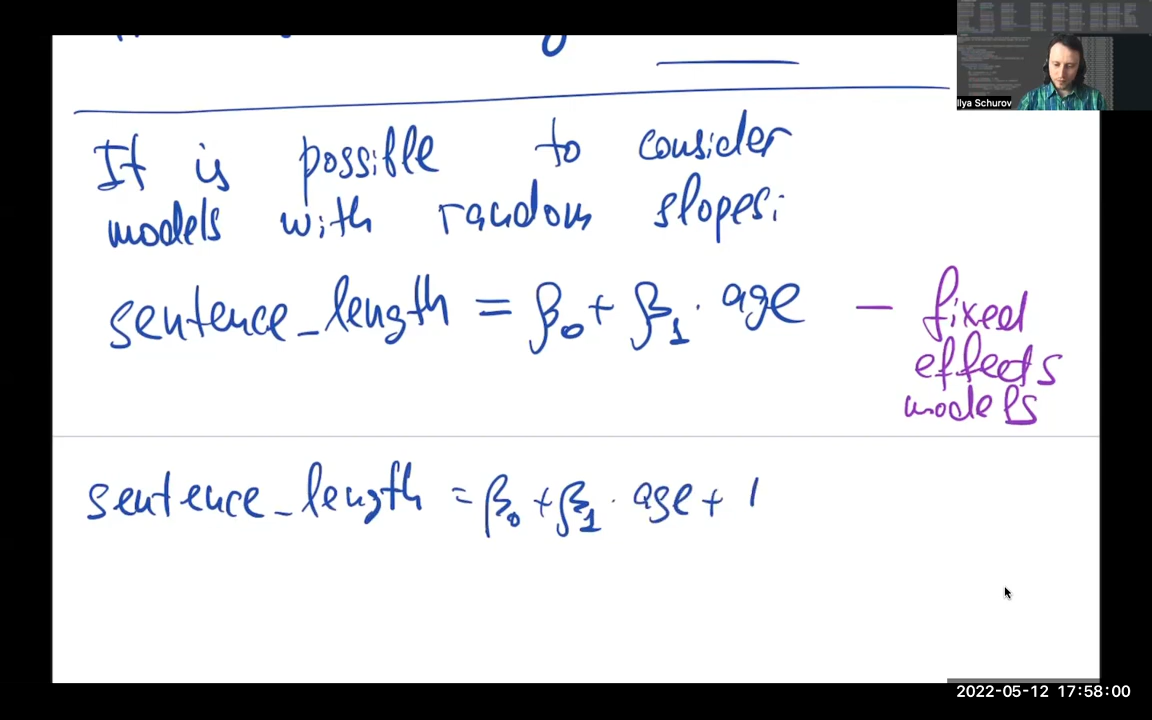 It is possible to consider
models with random slopes:
sentence_length = β₀ + β₁ · age — fixed
effects
models
sentence_length = β₀ + β₁ · age +
Ilya Schurov
2022-05-12 17:58:00